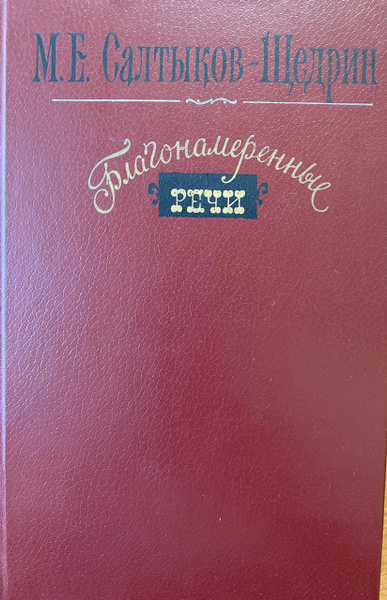 М.Е. Салтыков-Щедрин
Благонамеренные
РЕЧИ